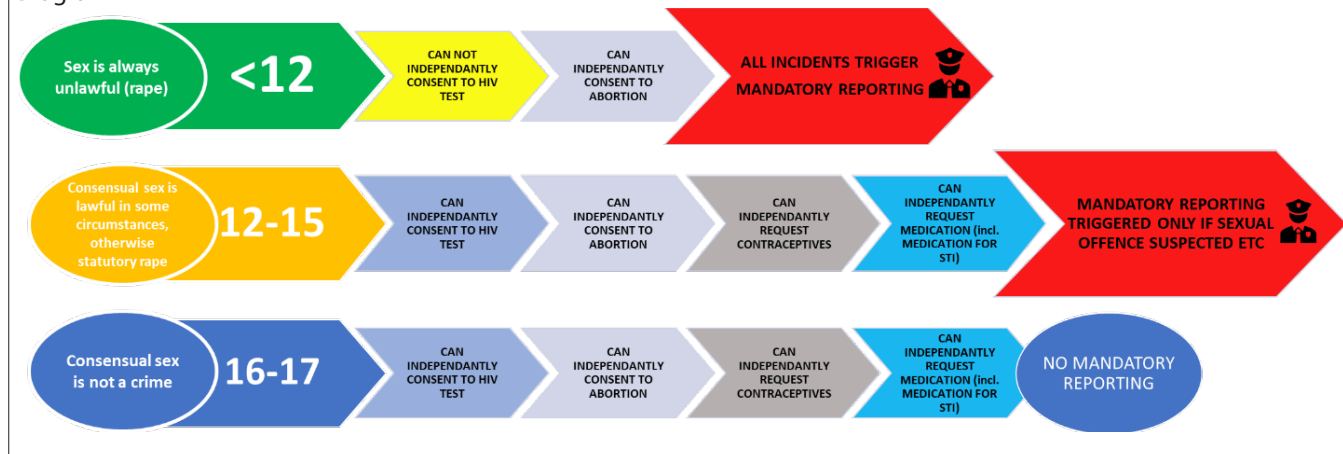 Sex is always
unlawful (rape)
<12
CAN NOT
INDEPENDANTLY
CONSENT TO HIV
TEST
CAN
INDEPENDANTLY
CONSENT TO
ABORTION
ALL INCIDENTS TRIGGER
MANDATORY REPORTING
Consensual sex is
lawful in some
circumstances,
otherwise
statutory rape
12-15
CAN
INDEPENDANTLY
CONSENT TO HIV
TEST
CAN
INDEPENDANTLY
CONSENT TO
ABORTION
CAN
INDEPENDANTLY
REQUEST
CONTRACEPTIVES
CAN
INDEPENDANTLY
REQUEST
MEDICATION (incl.
MEDICATION FOR
STI)
MANDATORY REPORTING
TRIGGERED ONLY IF SEXUAL
OFFENCE SUSPECTED ETC
Consensual sex
is not a crime
16-17
CAN
INDEPENDANTLY
CONSENT TO HIV
TEST
CAN
INDEPENDANTLY
CONSENT TO
ABORTION
CAN
INDEPENDANTLY
REQUEST
CONTRACEPTIVES
CAN
INDEPENDANTLY
REQUEST
MEDICATION (incl.
MEDICATION FOR
STI)
NO MANDATORY
REPORTING